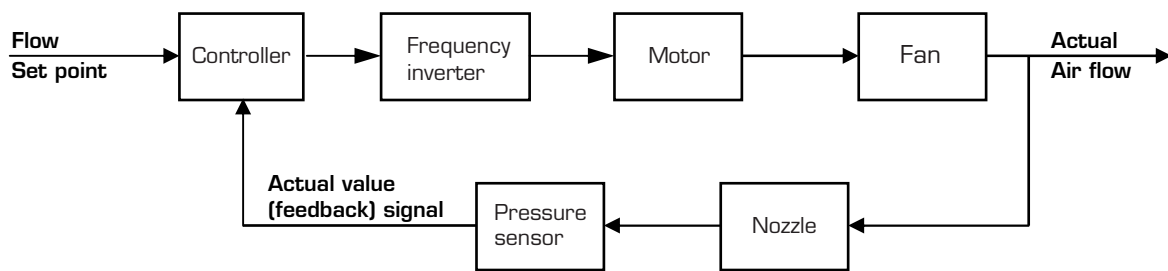 Flow
Set point
Controller
Frequency
inverter
Motor
Fan
Actual
Air flow
Actual value
(feedback) signal
Pressure
sensor
Nozzle